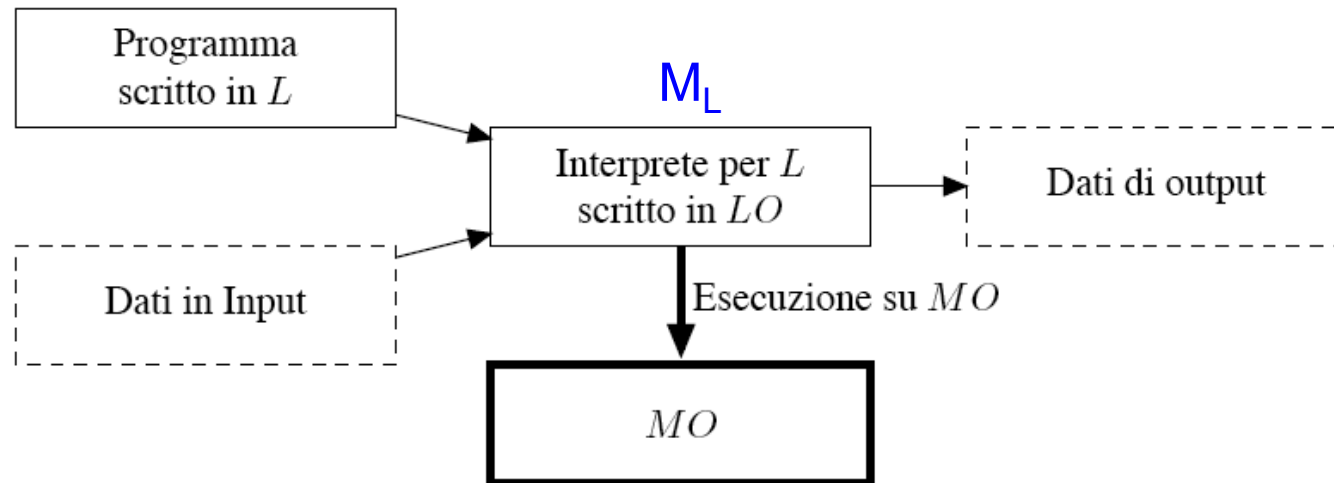 Programma
scritto in L
M_L
Interprete per L
scritto in LO
Dati di output
Dati in Input
Esecuzione su MO
MO